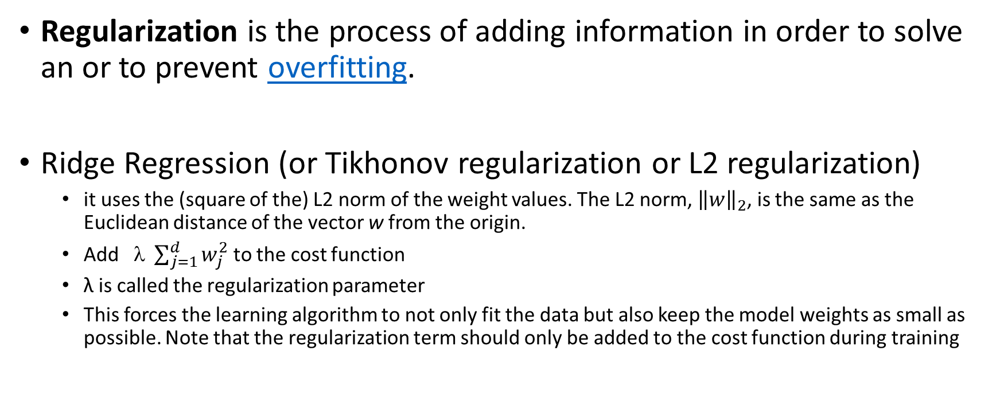 • Regularization is the process of adding information in order to solve
an or to prevent overfitting.
• Ridge Regression (or Tikhonov regularization or L2 regularization)
• it uses the (square of the) L2 norm of the weight values. The L2 norm, ‖w‖₂, is the same as the
Euclidean distance of the vector w from the origin.
• Add λ ∑_{j=1}^{d} w_j^2 to the cost function
• λ is called the regularization parameter
• This forces the learning algorithm to not only fit the data but also keep the model weights as small as
possible. Note that the regularization term should only be added to the cost function during training